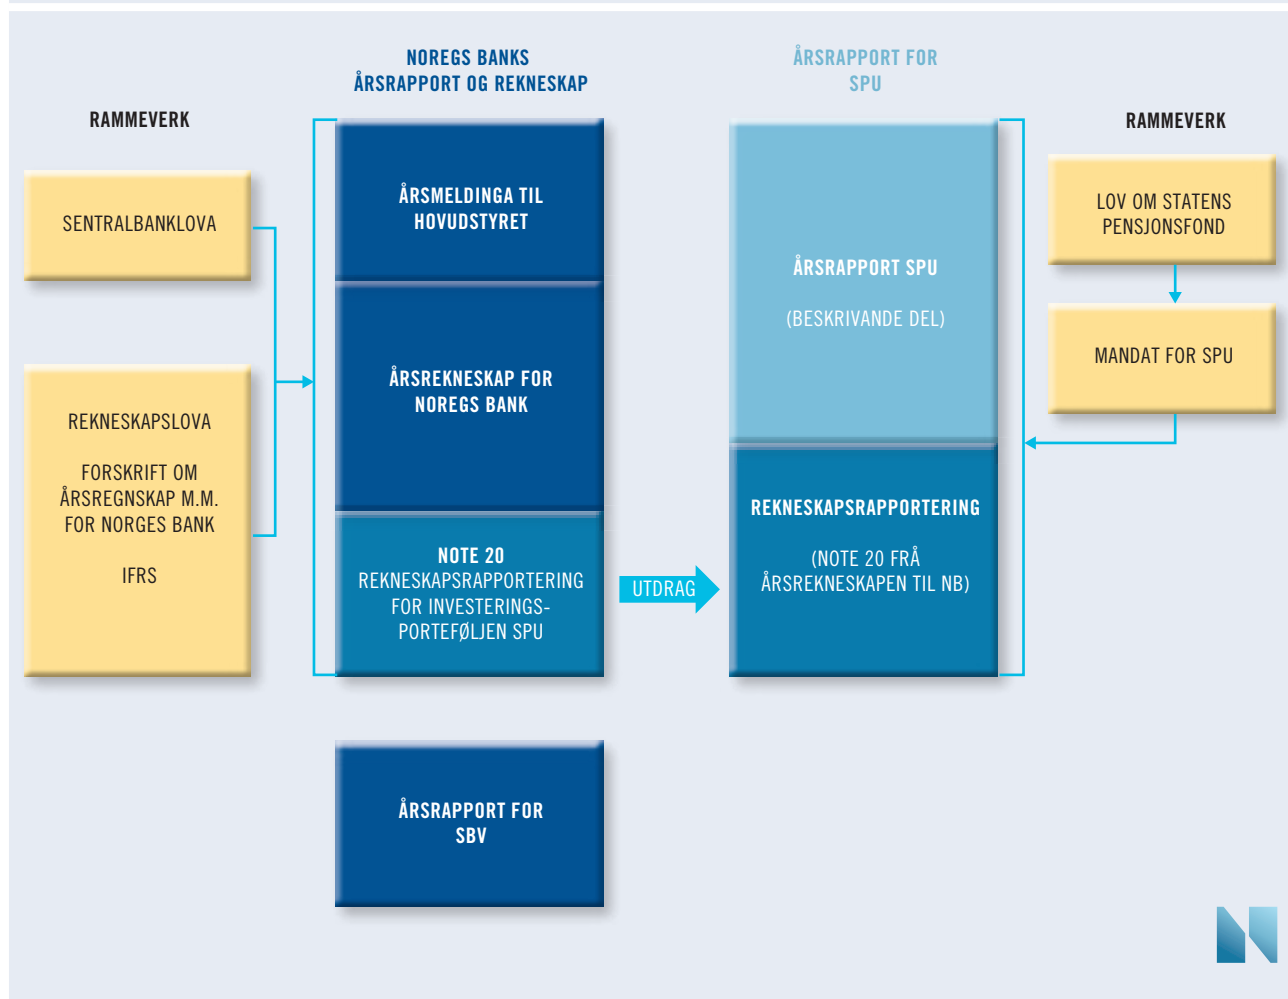 NOREGS BANKS
ÅRSRAPPORT OG REKNESKAP
ÅRSRAPPORT FOR
SPU
RAMMEVERK
SENTRALBANKLOVA
REKNESKAPSLOVA
FORSKRIFT OM
ÅRSREGNSKAP M.M.
FOR NORGES BANK
IFRS
ÅRSMELDINGA TIL
HOVUDSTYRET
ÅRSREKNESKAP FOR
NOREGS BANK
NOTE 20
REKNESKAPSRAPPORTERING
FOR INVESTERINGS-
PORTEFØLJEN SPU
UTDRAG
ÅRSRAPPORT SPU
(BESKRIVANDE DEL)
REKNESKAPSRAPPORTERING
(NOTE 20 FRÅ
ÅRSREKNESKAPEN TIL NB)
RAMMEVERK
LOV OM STATENS
PENSJONSFOND
MANDAT FOR SPU
ÅRSRAPPORT FOR
SBV